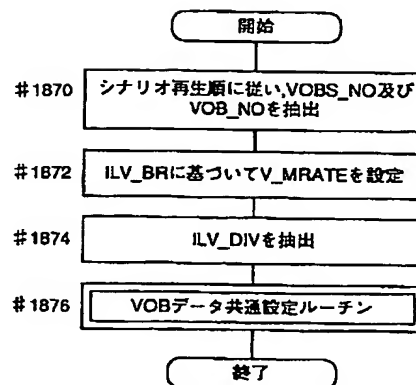 開始
#1870
シナリオ再生順に従い,VOBS_NO及び
VOB_NOを抽出
#1872
ILV_BRに基づいてV_MRATEを設定
#1874
ILV_DIVを抽出
#1876
VOBデータ共通設定ルーチン
終了